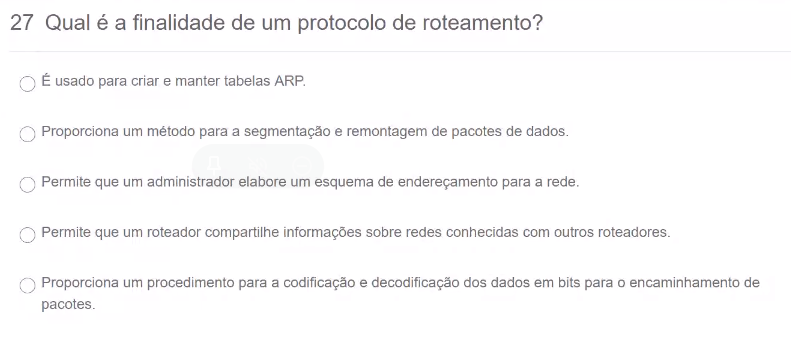 27 Qual é a finalidade de um protocolo de roteamento?
É usado para criar e manter tabelas ARP.
Proporciona um método para a segmentação e remontagem de pacotes de dados.
Permite que um administrador elabore um esquema de endereçamento para a rede.
Permite que um roteador compartilhe informações sobre redes conhecidas com outros roteadores.
Proporciona um procedimento para a codificação e decodificação dos dados em bits para o encaminhamento de
pacotes.